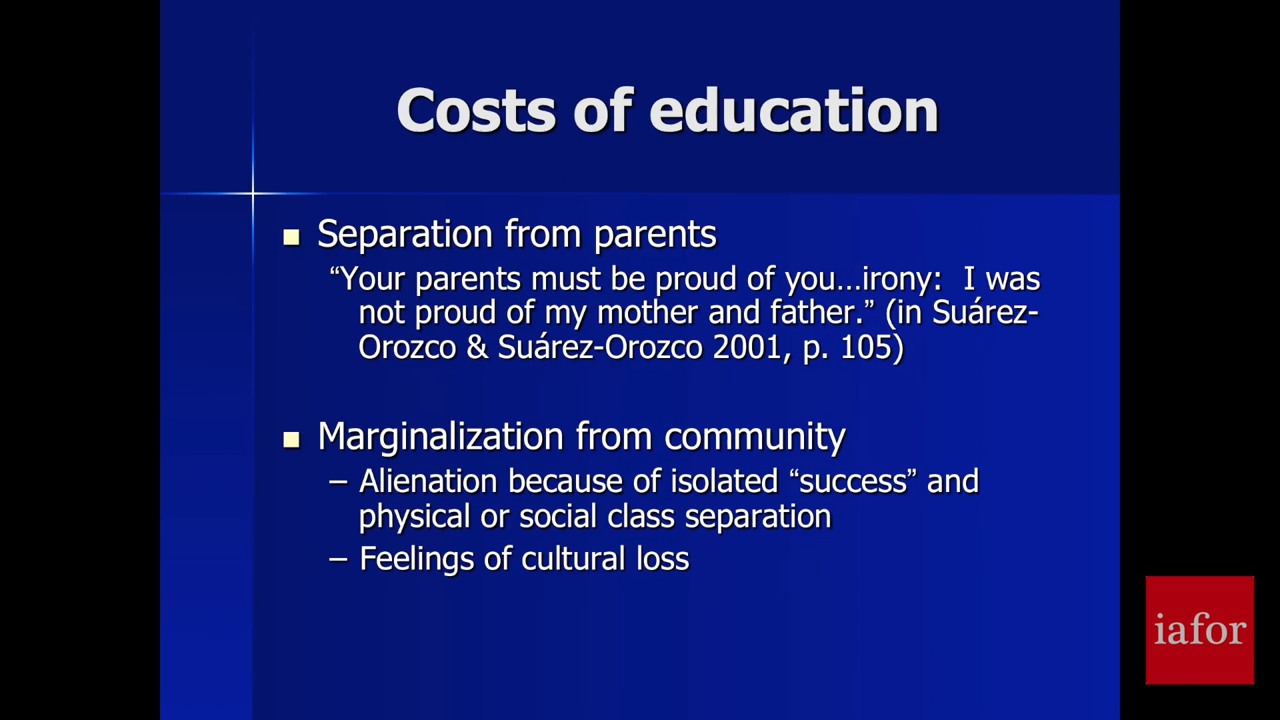 Costs of education
Separation from parents
“Your parents must be proud of you…irony:  I was
not proud of my mother and father.” (in Suárez-
Orozco & Suárez-Orozco 2001, p. 105)
Marginalization from community
– Alienation because of isolated “success” and
physical or social class separation
– Feelings of cultural loss
iafor